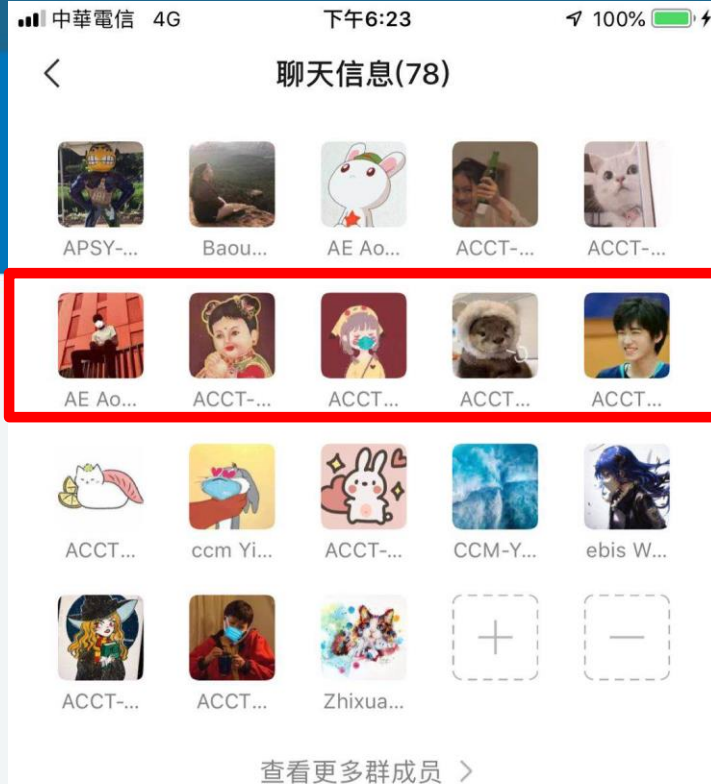 中華電信 4G 下午6:23 100%
聊天信息(78)
APSY-... Baou... AE Ao... ACCT-... ACCT-...
AE Ao... ACCT-... ACCT... ACCT... ACCT...
ACCT... ccm Yi... ACCT-... CCM-Y... ebis W...
ACCT-... ACCT... Zhixua...
查看更多群成员